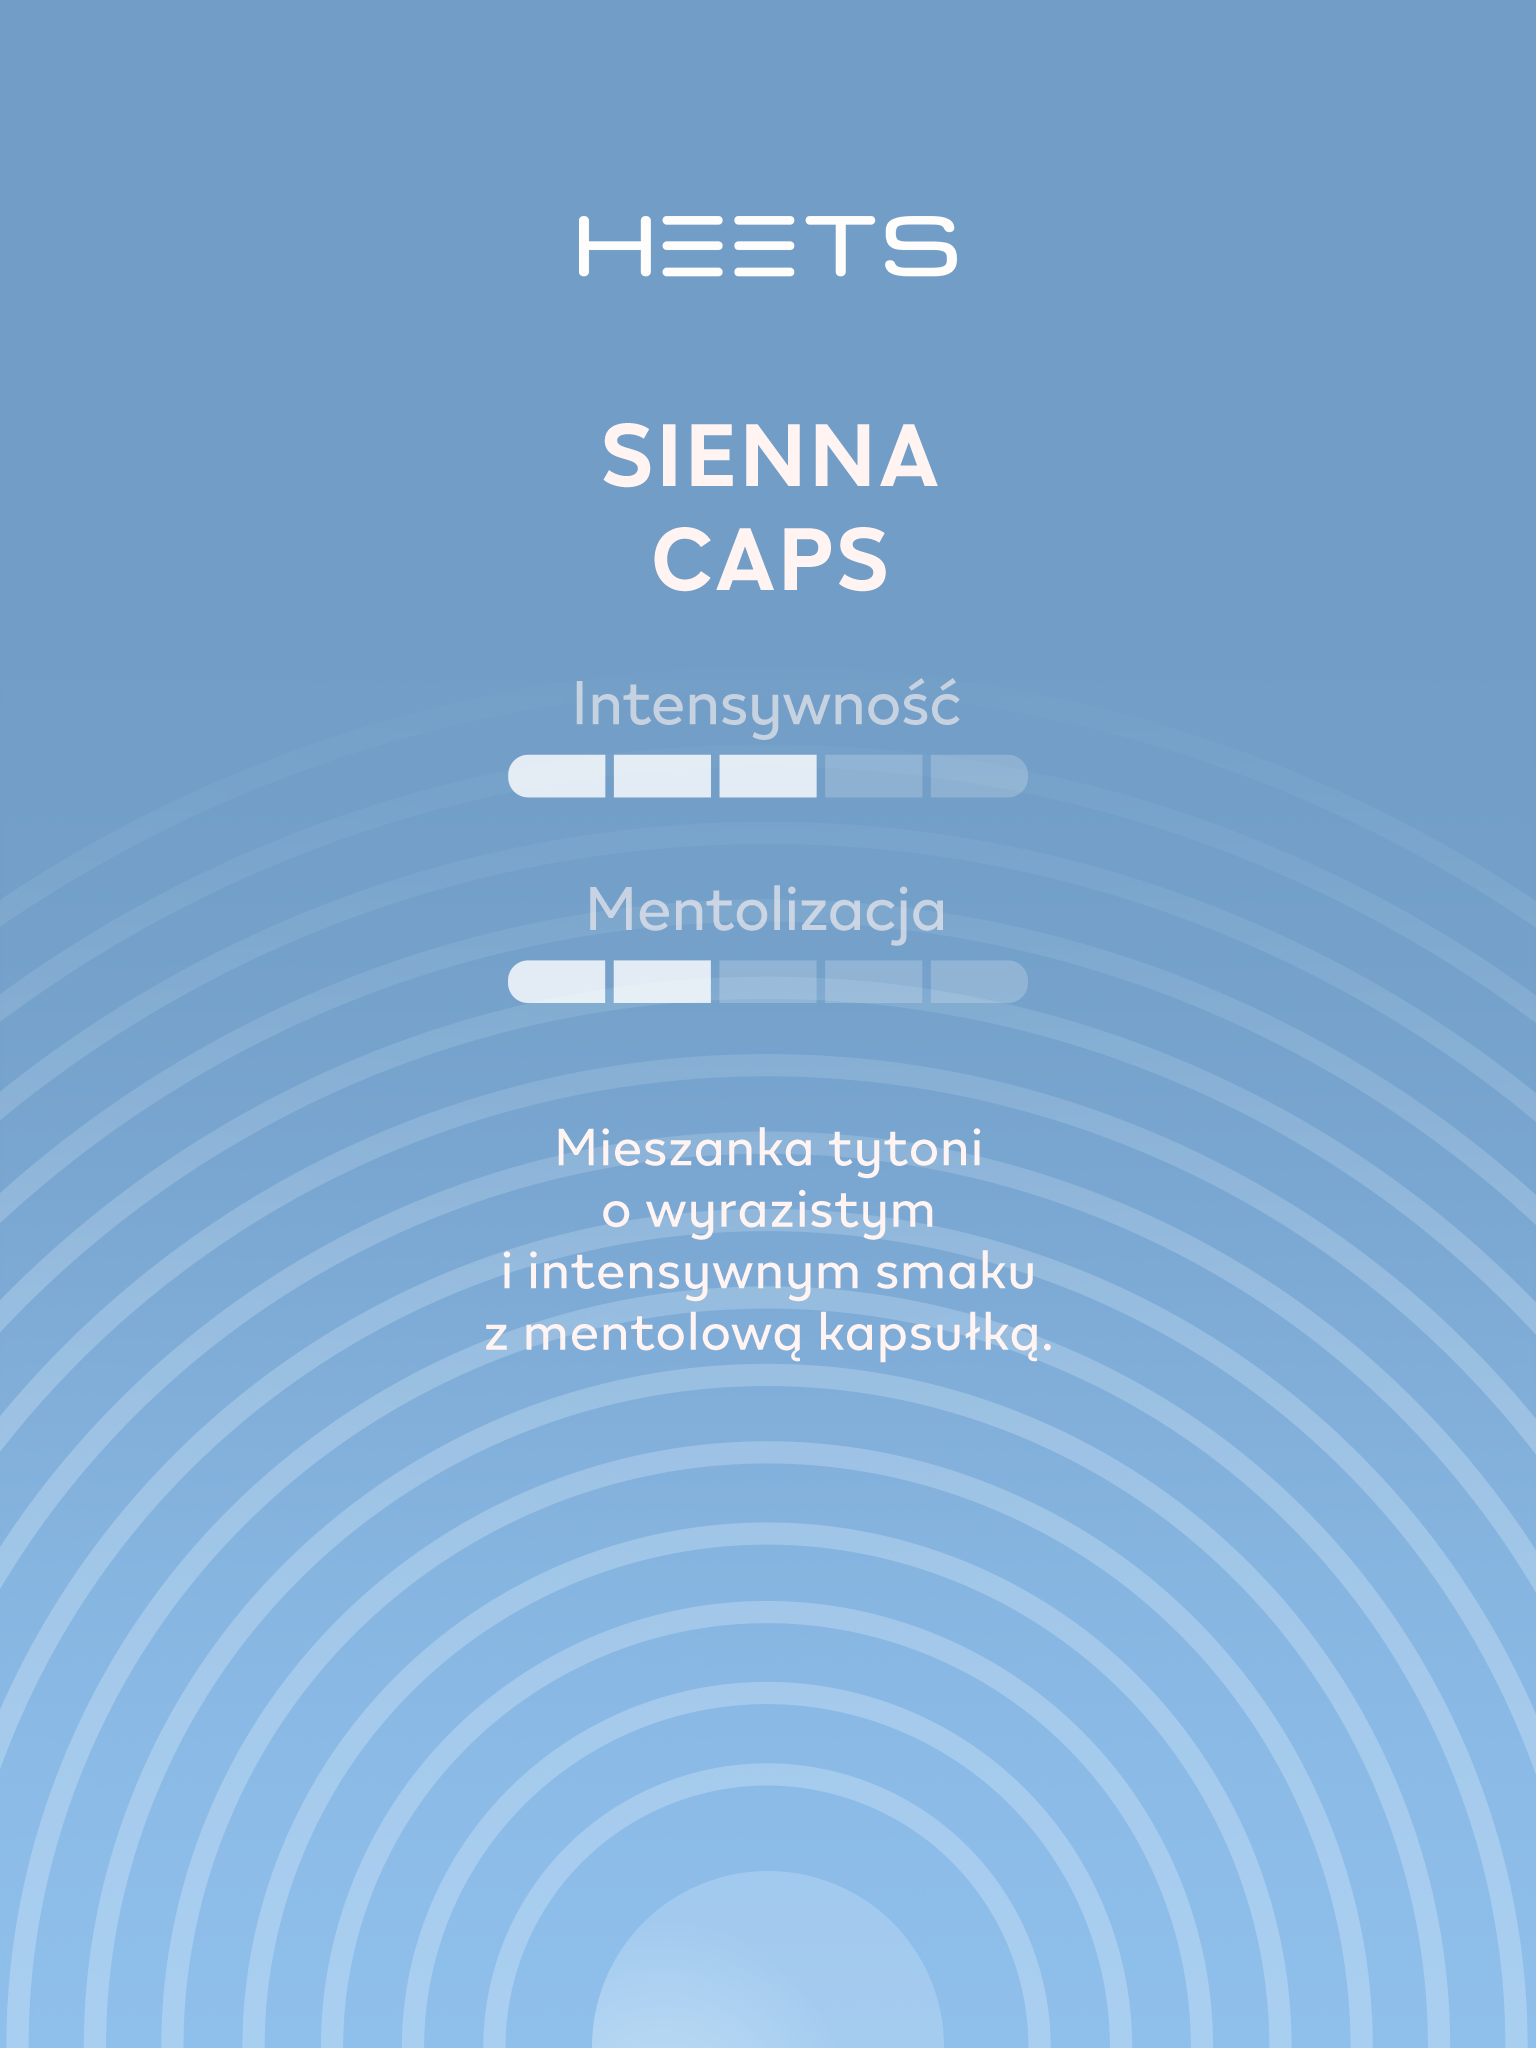 HEETS
SIENNA
CAPS
Intensywność
Mentolizacja
Mieszanka tytoni
o wyrazistym
i intensywnym smaku
z mentolową kapsułką.